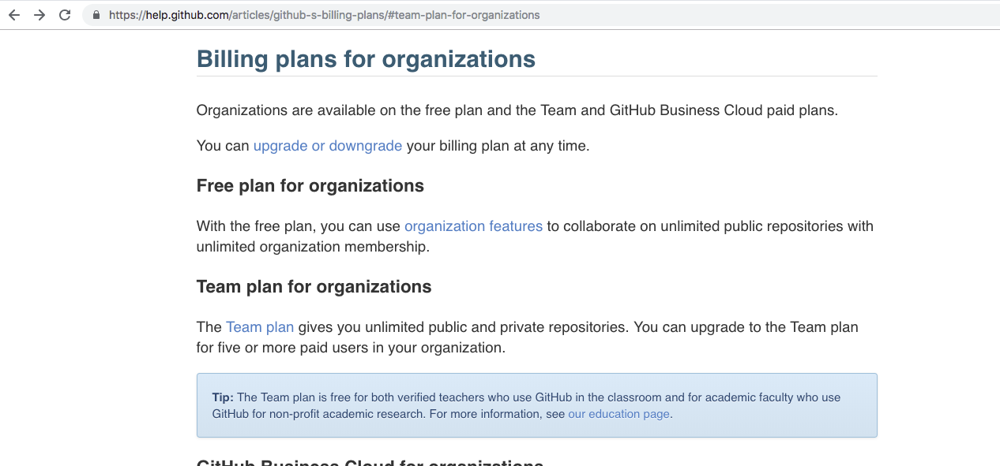 https://help.github.com/articles/github-s-billing-plans/#team-plan-for-organizations
Billing plans for organizations
Organizations are available on the free plan and the Team and GitHub Business Cloud paid plans.
You can upgrade or downgrade your billing plan at any time.
Free plan for organizations
With the free plan, you can use organization features to collaborate on unlimited public repositories with
unlimited organization membership.
Team plan for organizations
The Team plan gives you unlimited public and private repositories. You can upgrade to the Team plan
for five or more paid users in your organization.
Tip: The Team plan is free for both verified teachers who use GitHub in the classroom and for academic faculty who use
GitHub for non-profit academic research. For more information, see our education page.
GitHub Business Cloud for organizations